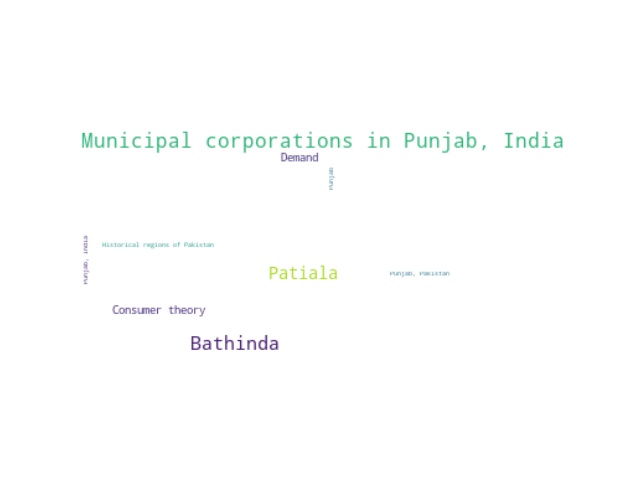 Municipal corporations in Punjab, India
Demand
Punjab
Punjab, India
Historical regions of Pakistan
Patiala
Punjab, Pakistan
Consumer theory
Bathinda